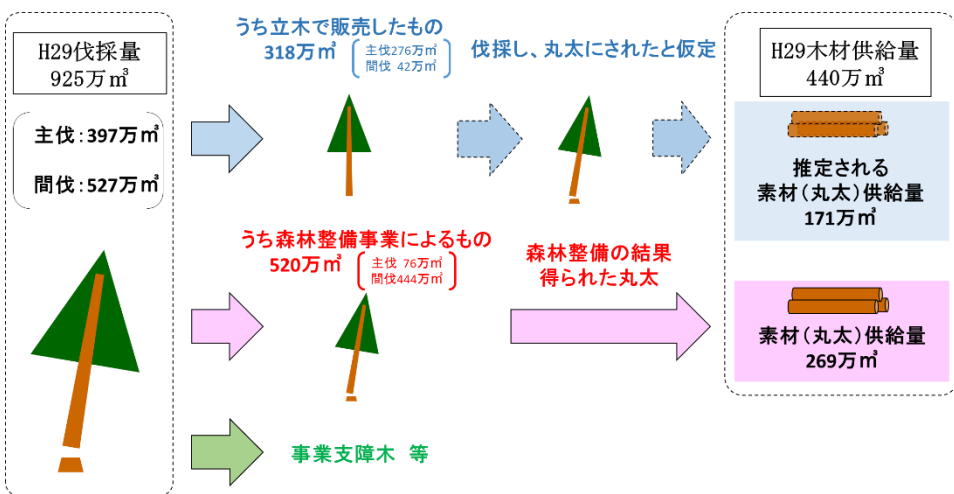 H29伐採量
925万㎥
主伐：397万㎥
間伐：527万㎥
うち立木で販売したもの
318万㎥
主伐276万㎥
間伐 42万㎥
伐採し、丸太にされたと仮定
うち森林整備事業によるもの
520万㎥
主伐 76万㎥
間伐444万㎥
森林整備の結果
得られた丸太
事業支障木 等
H29木材供給量
440万㎥
推定される
素材（丸太）供給量
171万㎥
素材（丸太）供給量
269万㎥